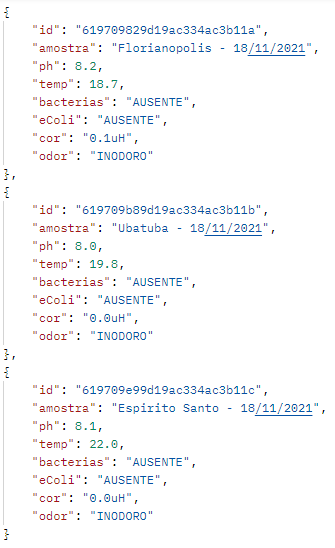 {
"id": "619709829d19ac334ac3b11a",
"amostra": "Florianopolis - 18/11/2021",
"ph": 8.2,
"temp": 18.7,
"bacterias": "AUSENTE",
"eColi": "AUSENTE",
"cor": "0.1uH",
"odor": "INODORO"
},
{
"id": "619709b89d19ac334ac3b11b",
"amostra": "Ubatuba - 18/11/2021",
"ph": 8.0,
"temp": 19.8,
"bacterias": "AUSENTE",
"eColi": "AUSENTE",
"cor": "0.0uH",
"odor": "INODORO"
},
{
"id": "619709e99d19ac334ac3b11c",
"amostra": "Espirito Santo - 18/11/2021",
"ph": 8.1,
"temp": 22.0,
"bacterias": "AUSENTE",
"eColi": "AUSENTE",
"cor": "0.0uH",
"odor": "INODORO"
}